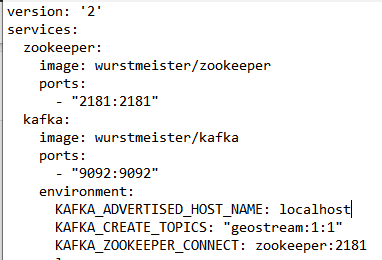 version: '2'
services:
  zookeeper:
    image: wurstmeister/zookeeper
    ports:
      - "2181:2181"
  kafka:
    image: wurstmeister/kafka
    ports:
      - "9092:9092"
    environment:
      KAFKA_ADVERTISED_HOST_NAME: localhost
      KAFKA_CREATE_TOPICS: "geostream:1:1"
      KAFKA_ZOOKEEPER_CONNECT: zookeeper:2181